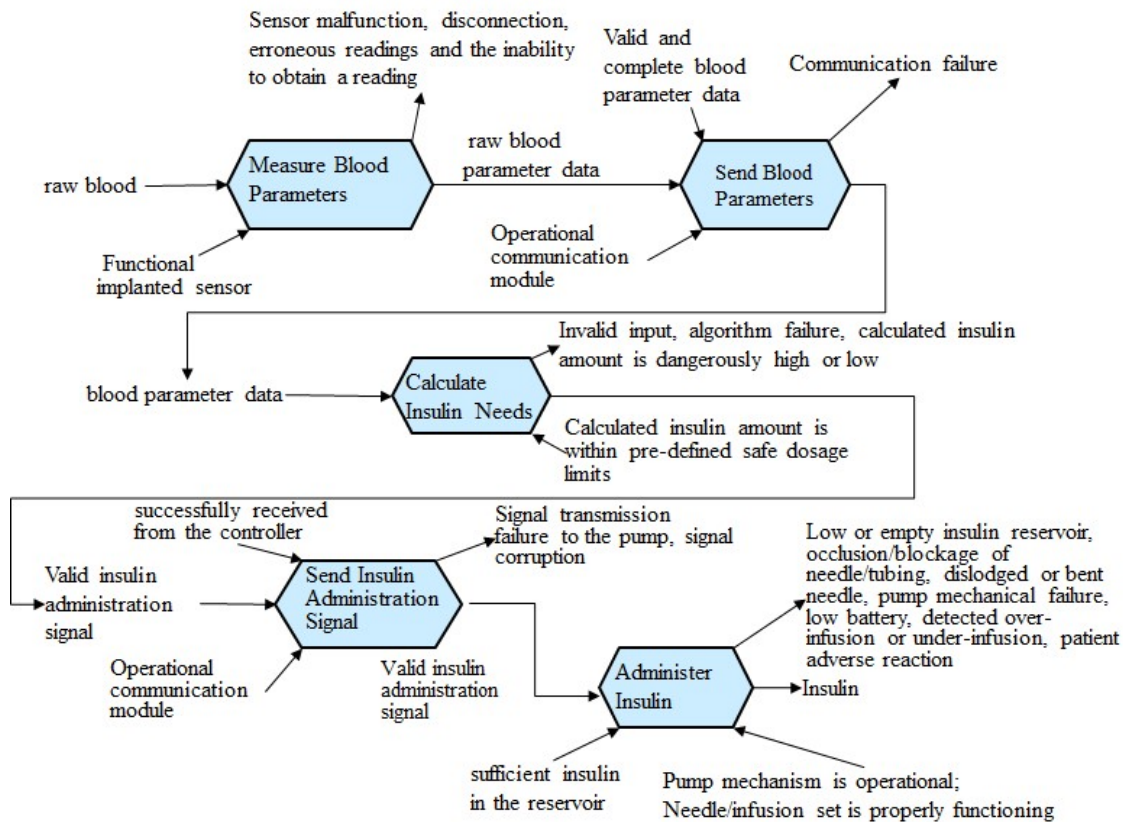 Sensor malfunction, disconnection,
erroneous readings and the inability
to obtain a reading
Valid and
complete blood
parameter data
Communication failure
raw blood
Measure Blood
Parameters
raw blood
parameter data
Send Blood
Parameters
Functional
implanted sensor
Operational
communication
module
Invalid input, algorithm failure, calculated insulin
amount is dangerously high or low
blood parameter data
Calculate
Insulin Needs
Calculated insulin amount is
within pre-defined safe dosage
limits
successfully received
from the controller
Signal transmission
failure to the pump, signal
corruption
Low or empty insulin reservoir,
occlusion/blockage of
needle/tubing, dislodged or bent
needle, pump mechanical failure,
low battery, detected over-
infusion or under-infusion, patient
adverse reaction
Valid insulin
administration
signal
Send Insulin
Administration
Signal
Operational
communication
module
Valid insulin
administration
signal
Administer
Insulin
Insulin
sufficient insulin
in the reservoir
Pump mechanism is operational;
Needle/infusion set is properly functioning